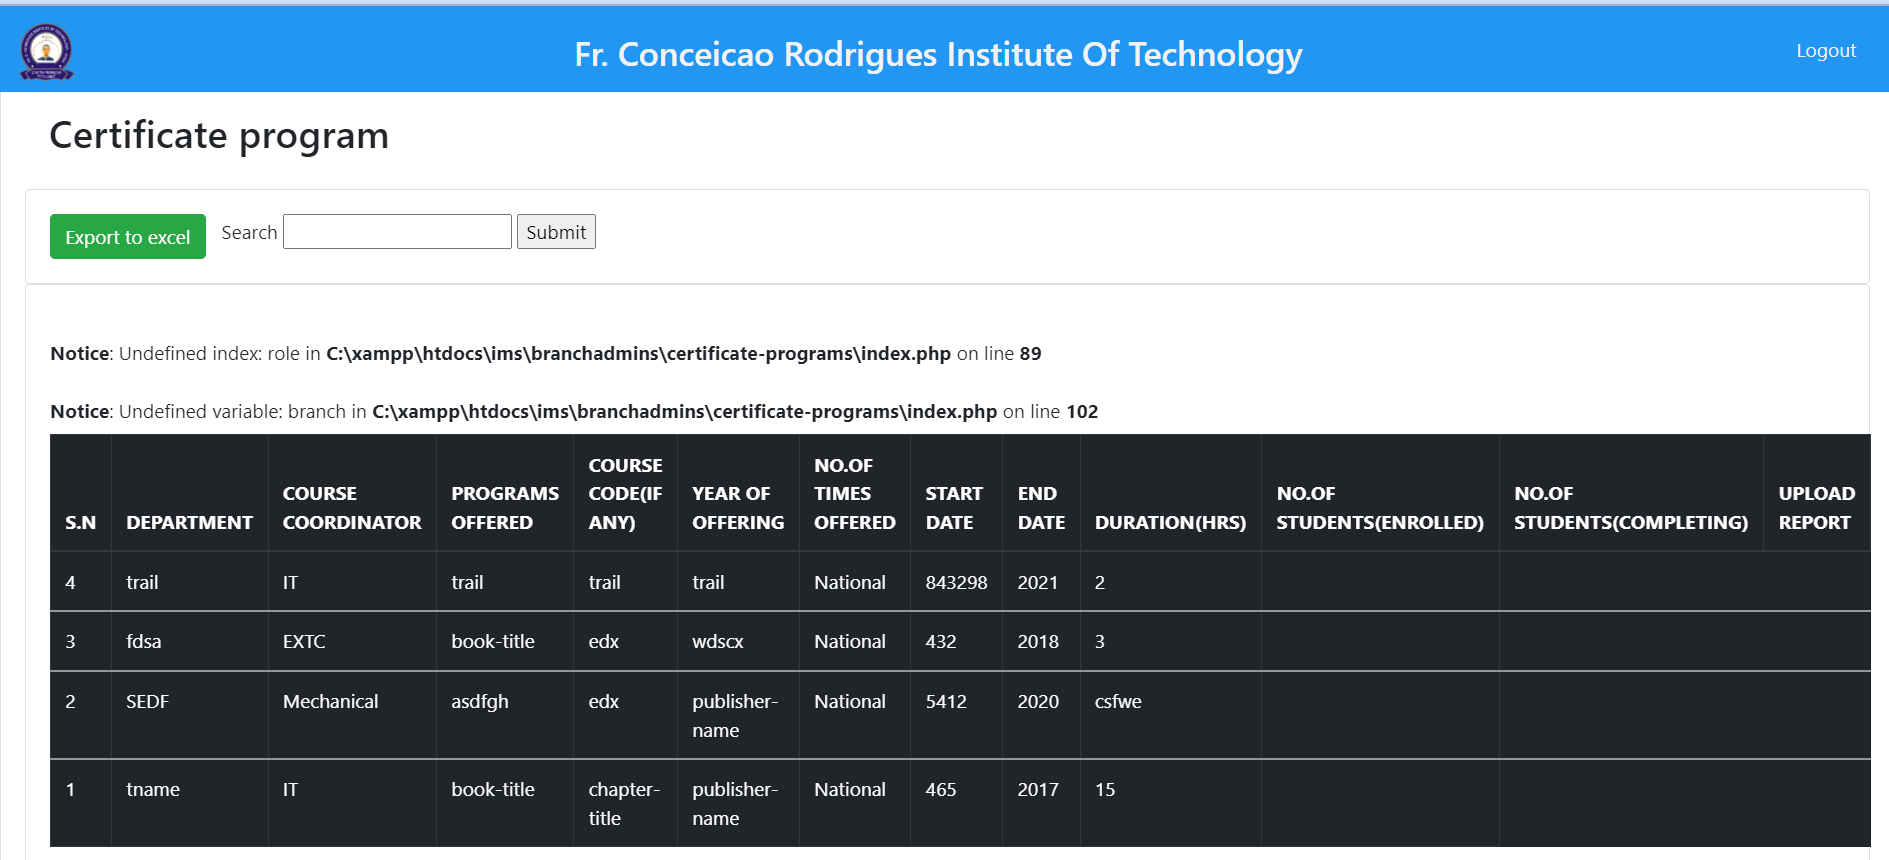 Fr. Conceicao Rodrigues Institute Of Technology
Logout
Certificate program
Export to excel Search Submit
Notice: Undefined index: role in C:\xampp\htdocs\ims\branchadmins\certificate-programs\index.php on line 89
Notice: Undefined variable: branch in C:\xampp\htdocs\ims\branchadmins\certificate-programs\index.php on line 102
S.N DEPARTMENT COURSE COORDINATOR PROGRAMS OFFERED COURSE CODE(IF ANY) YEAR OF OFFERING NO.OF TIMES OFFERED START DATE END DATE DURATION(HRS) NO.OF STUDENTS(ENROLLED) NO.OF STUDENTS(COMPLETING) UPLOAD REPORT
4 trail IT trail trail trail National 843298 2021 2
3 fdsa EXTC book-title edx wdscx National 432 2018 3
2 SEDF Mechanical asdfgh edx publisher-name National 5412 2020 csfwe
1 tname IT book-title chapter-title publisher-name National 465 2017 15